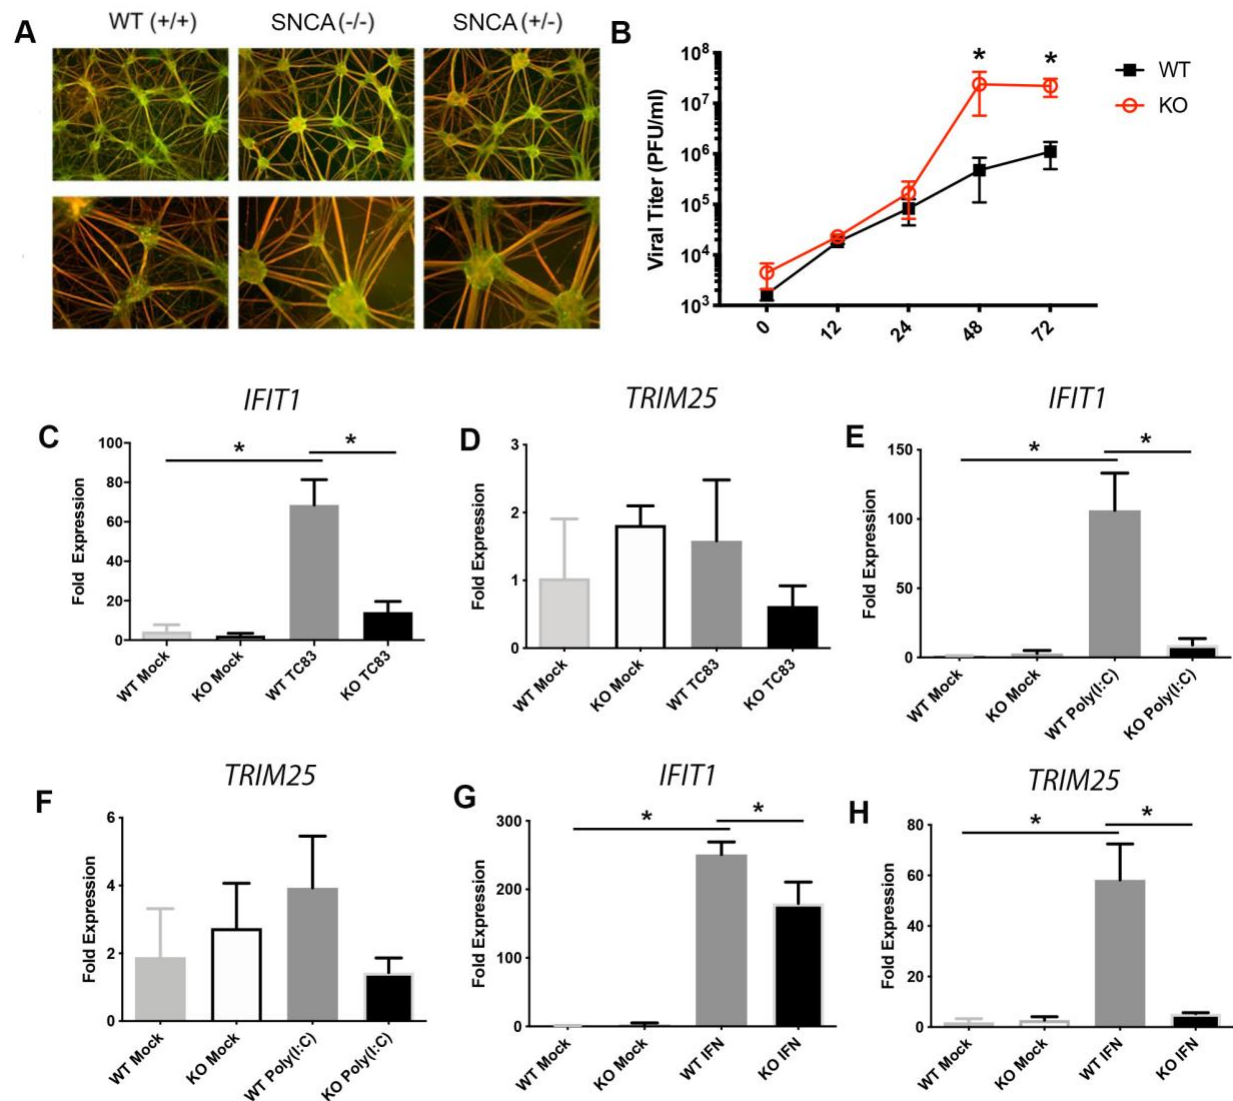 A WT (+/+) SNCA (-/-) SNCA (+/-)
B
Viral Titer (PFU/ml)
10⁸
10⁷
10⁶
10⁵
10⁴
10³
0 12 24 48 72
* *
WT
KO
C
IFIT1
Fold Expression
100
80
60
40
20
0
* *
WT Mock KO Mock WT TC83 KO TC83
D
TRIM25
Fold Expression
3
2
1
0
WT Mock KO Mock WT TC83 KO TC83
E
IFIT1
Fold Expression
150
100
50
0
* *
WT Mock KO Mock WT Poly(I:C) KO Poly(I:C)
F
TRIM25
Fold Expression
6
4
2
0
WT Mock KO Mock WT Poly(I:C) KO Poly(I:C)
G
IFIT1
Fold Expression
300
200
100
0
* *
WT Mock KO Mock WT IFN KO IFN
H
TRIM25
Fold Expression
80
60
40
20
0
* *
WT Mock KO Mock WT IFN KO IFN